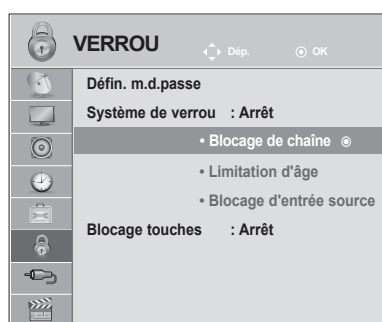 VERROU
Dép. OK
Défin. m.d.passe
Système de verrou : Arrêt
• Blocage de chaîne
• Limitation d'âge
• Blocage d'entrée source
Blocage touches : Arrêt